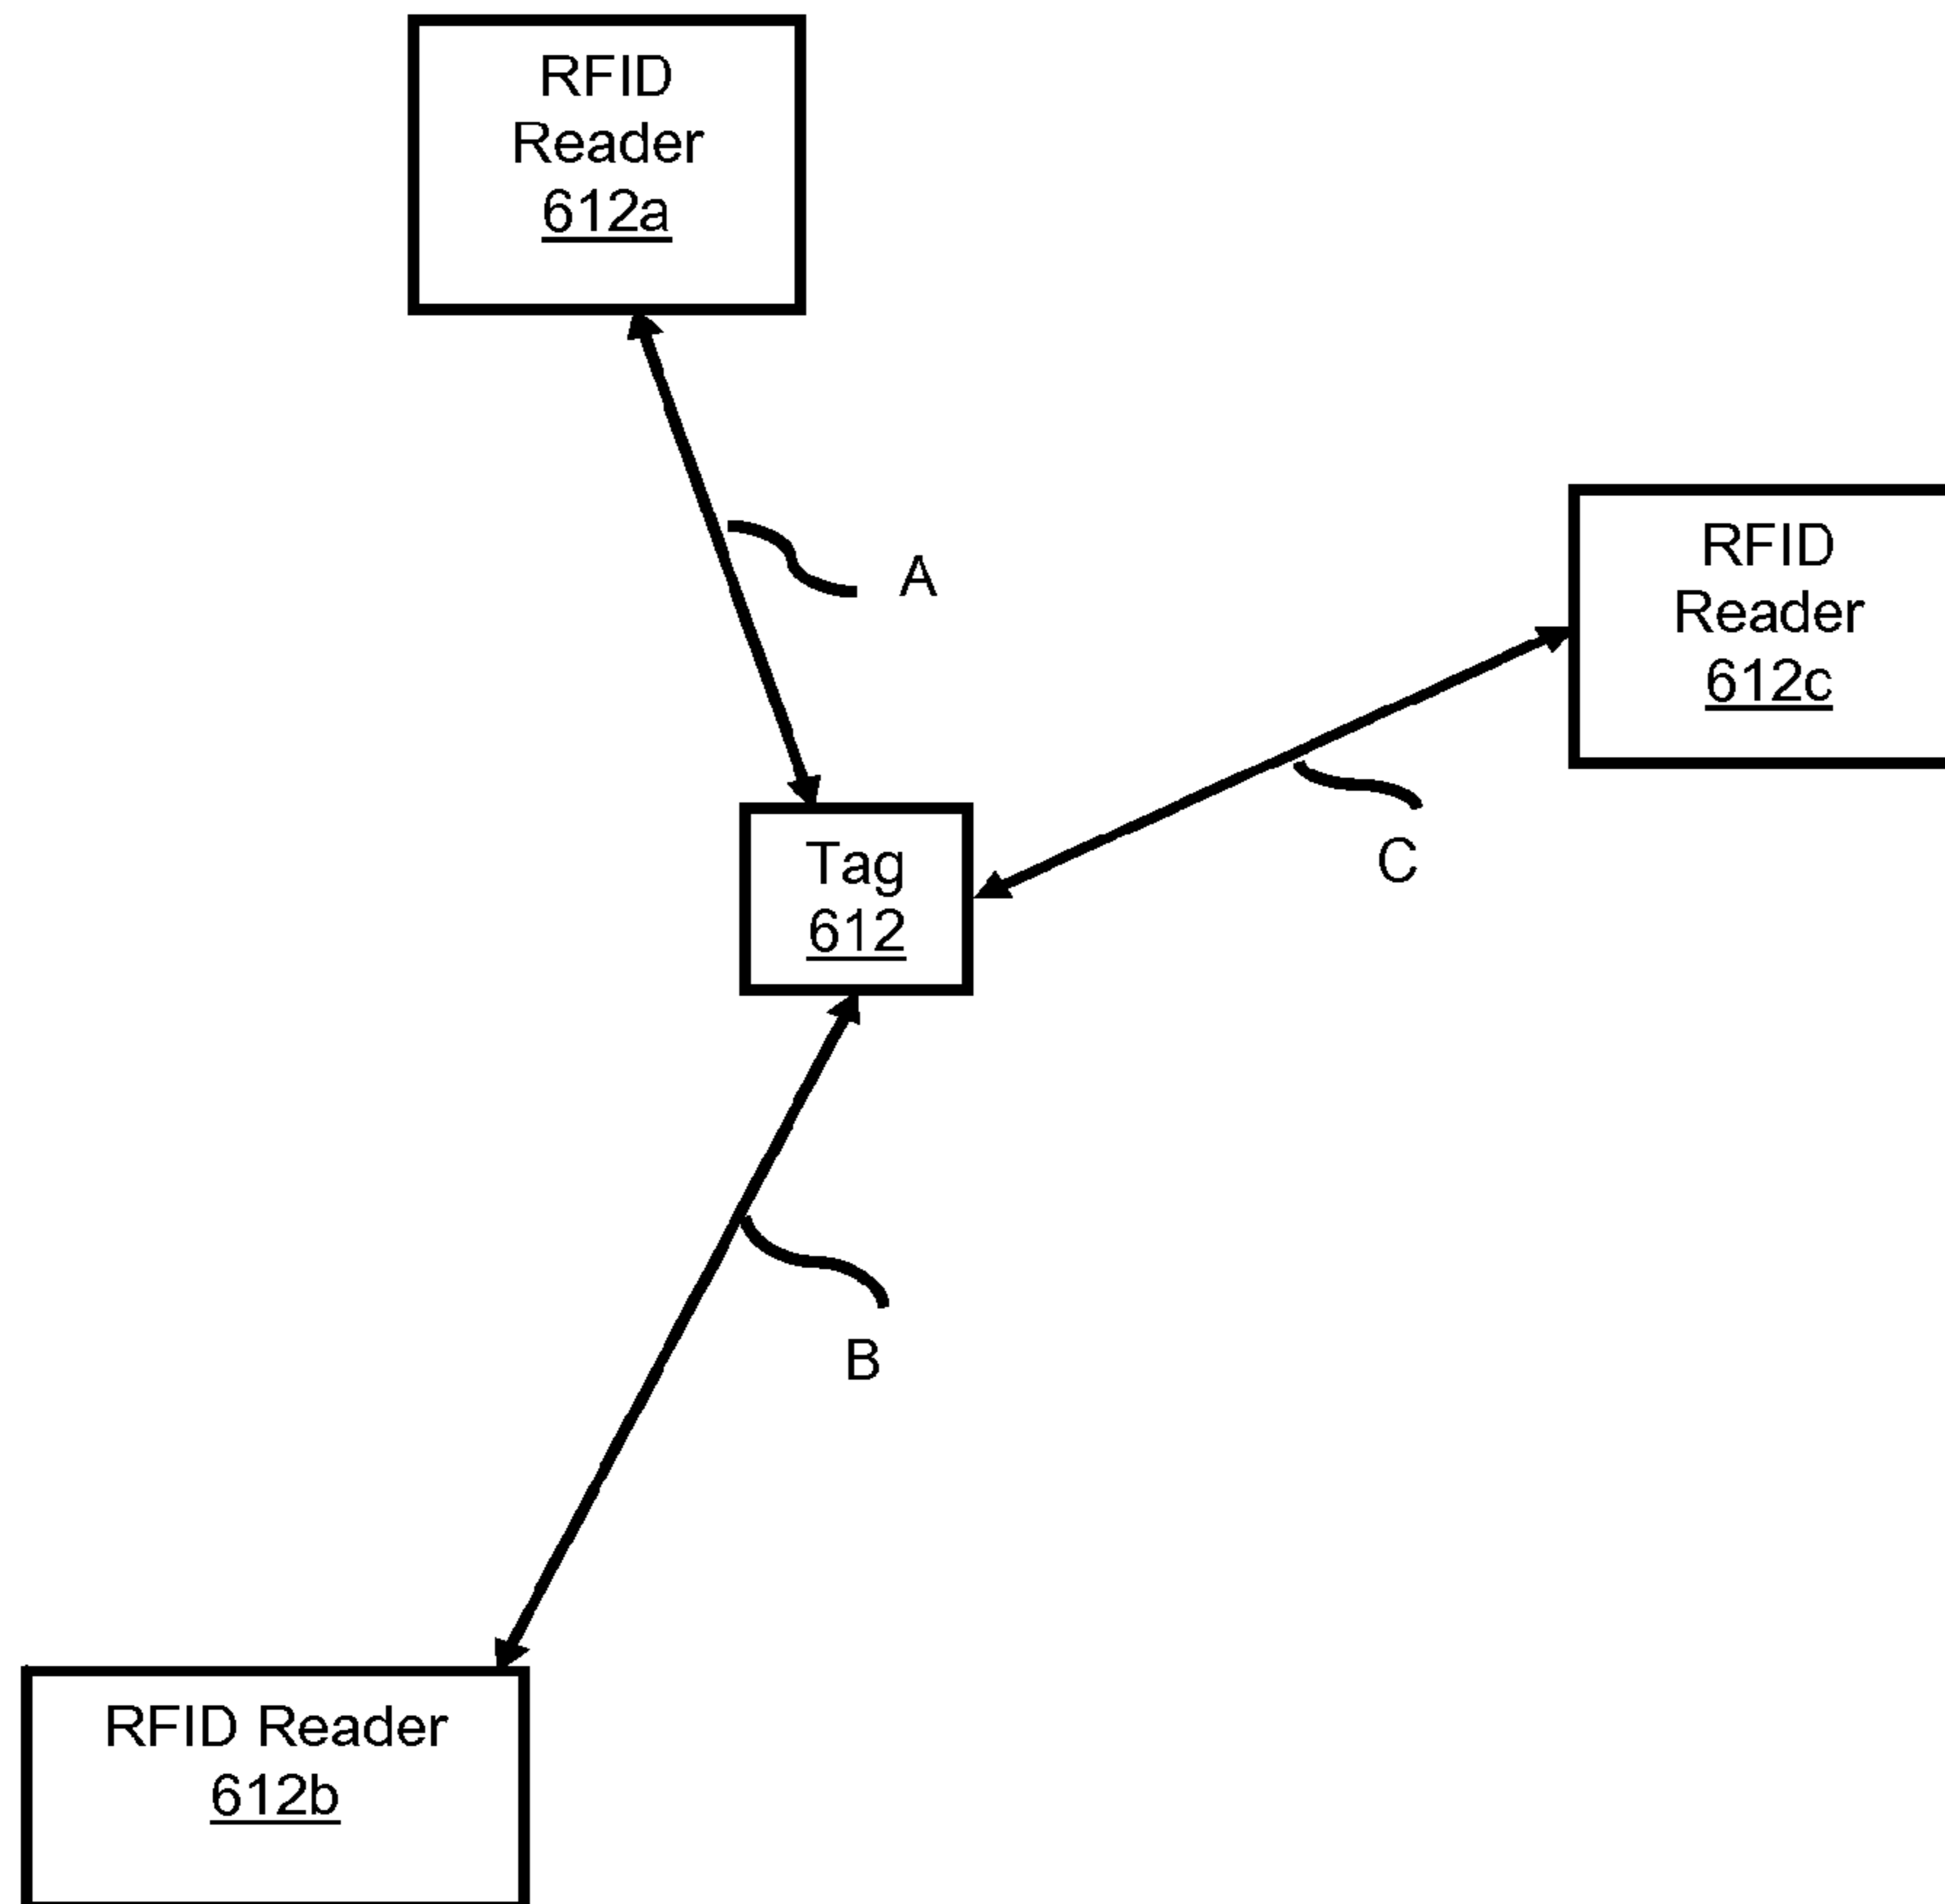 RFID
Reader
612a
A
RFID
Reader
612c
Tag
612
C
B
RFID Reader
612b